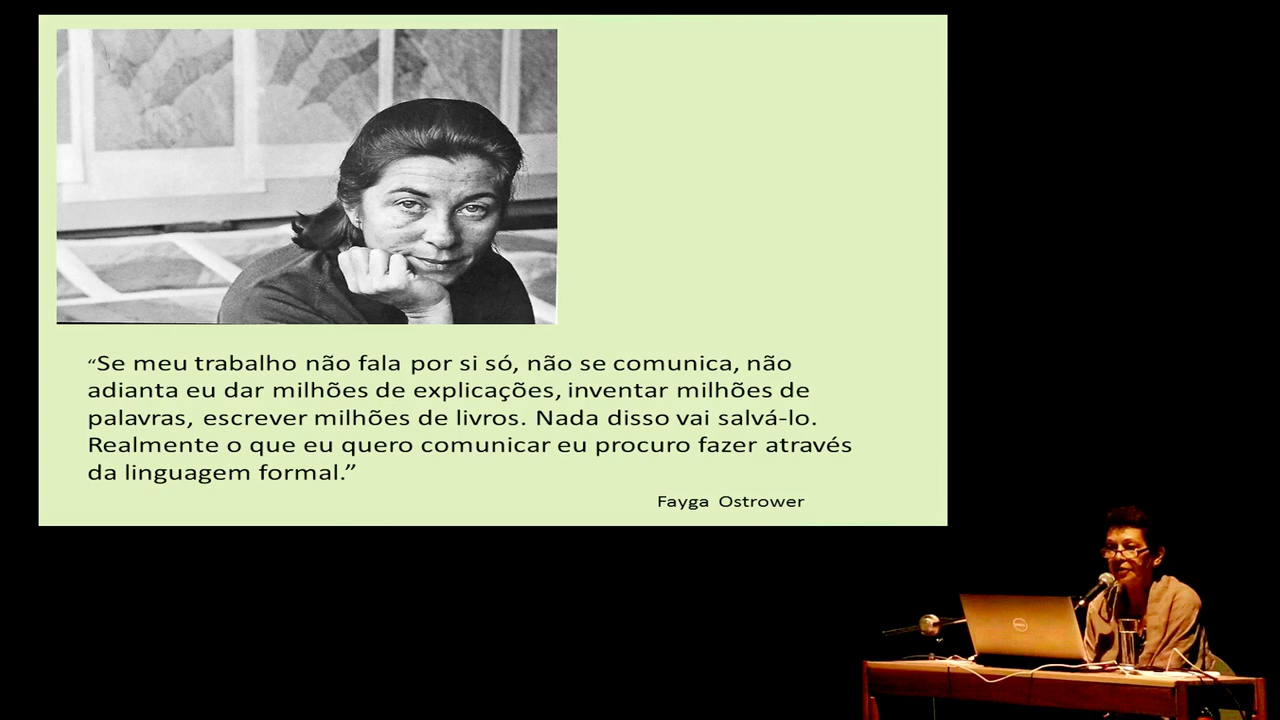 “Se meu trabalho não fala por si só, não se comunica, não
adianta eu dar milhões de explicações, inventar milhões de
palavras, escrever milhões de livros. Nada disso vai salvá-lo.
Realmente o que eu quero comunicar eu procuro fazer através
da linguagem formal.”
Fayga Ostrower
DELL